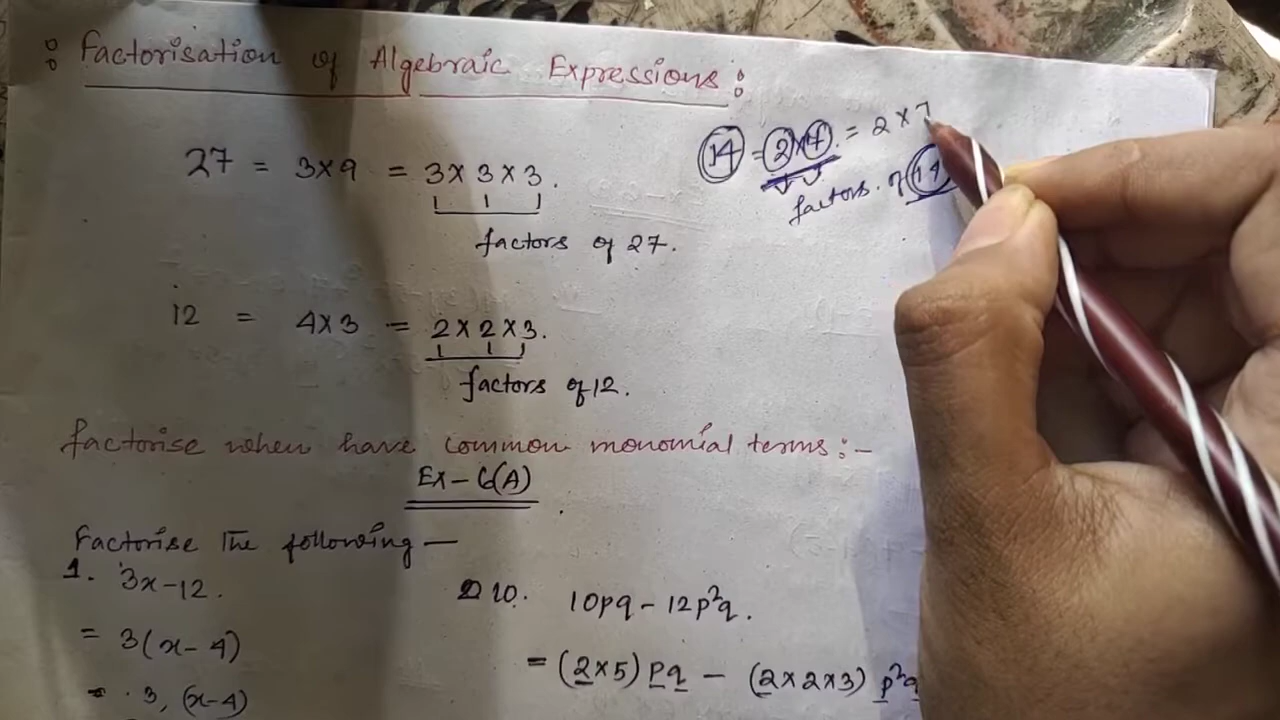 : Factorisation of Algebraic Expressions :
14 = 2×7. = 2×7
factors. of 14
27 = 3×9 = 3×3×3.
factors of 27.
12 = 4×3 = 2×2×3.
factors of 12.
factorise when have common monomial terms:-
Ex-6(A)
Factorise The following —
1. 3x-12.
= 3(x-4)
= 3, (x-4)
10. 10pq - 12p²q.
= (2×5) pq - (2×2×3) p²q